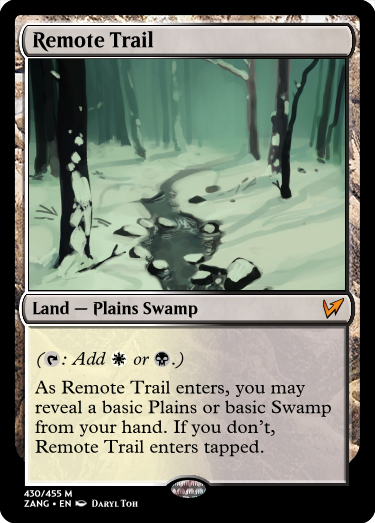 Remote Trail
Land — Plains Swamp
(: Add or .)
As Remote Trail enters, you may
reveal a basic Plains or basic Swamp
from your hand. If you don't,
Remote Trail enters tapped.
430/455 M
ZANG • EN Daryl Toh